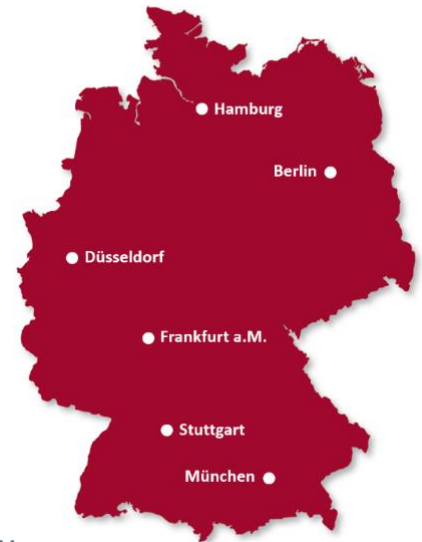 Hamburg
Berlin
Düsseldorf
Frankfurt a.M.
Stuttgart
München